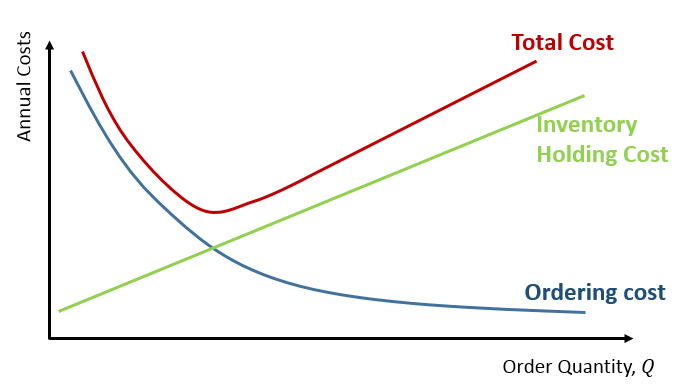 Total Cost
Annual Costs
Inventory
Holding Cost
Ordering cost
Order Quantity, Q